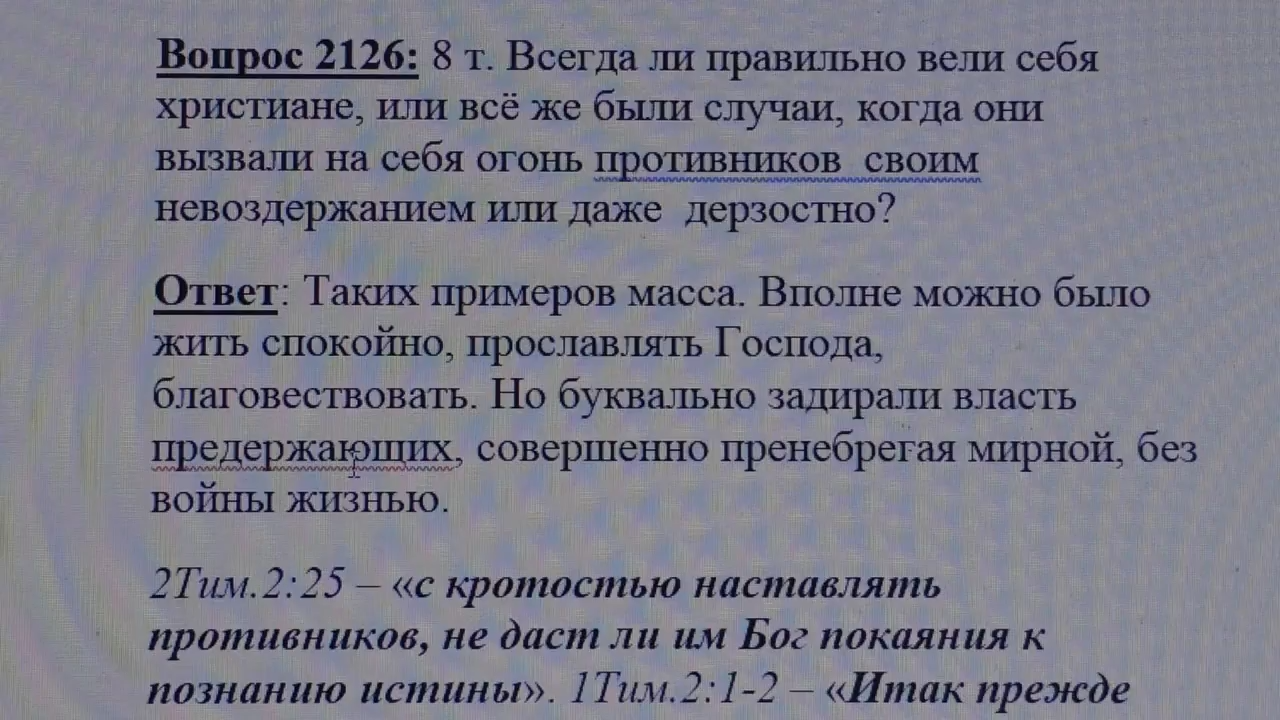 Вопрос 2126: 8 т. Всегда ли правильно вели себя
христиане, или всё же были случаи, когда они
вызвали на себя огонь противников  своим
невоздержанием или даже  дерзостно?
Ответ: Таких примеров масса. Вполне можно было
жить спокойно, прославлять Господа,
благовествовать. Но буквально задирали власть
предержающих, совершенно пренебрегая мирной, без
войны жизнью.
2Тим.2:25 – «с кротостью наставлять
противников, не даст ли им Бог покаяния к
познанию истины». 1Тим.2:1-2 – «Итак прежде